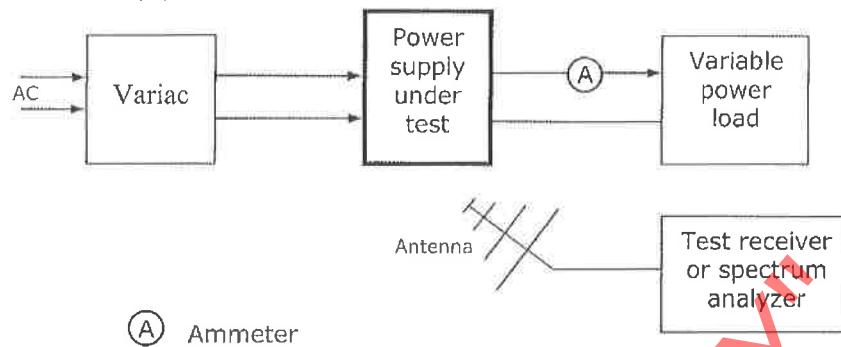 Power
supply
under
test
Variable
power
load
AC
Variac
A
Antenna
Test receiver
or spectrum
analyzer
A Ammeter